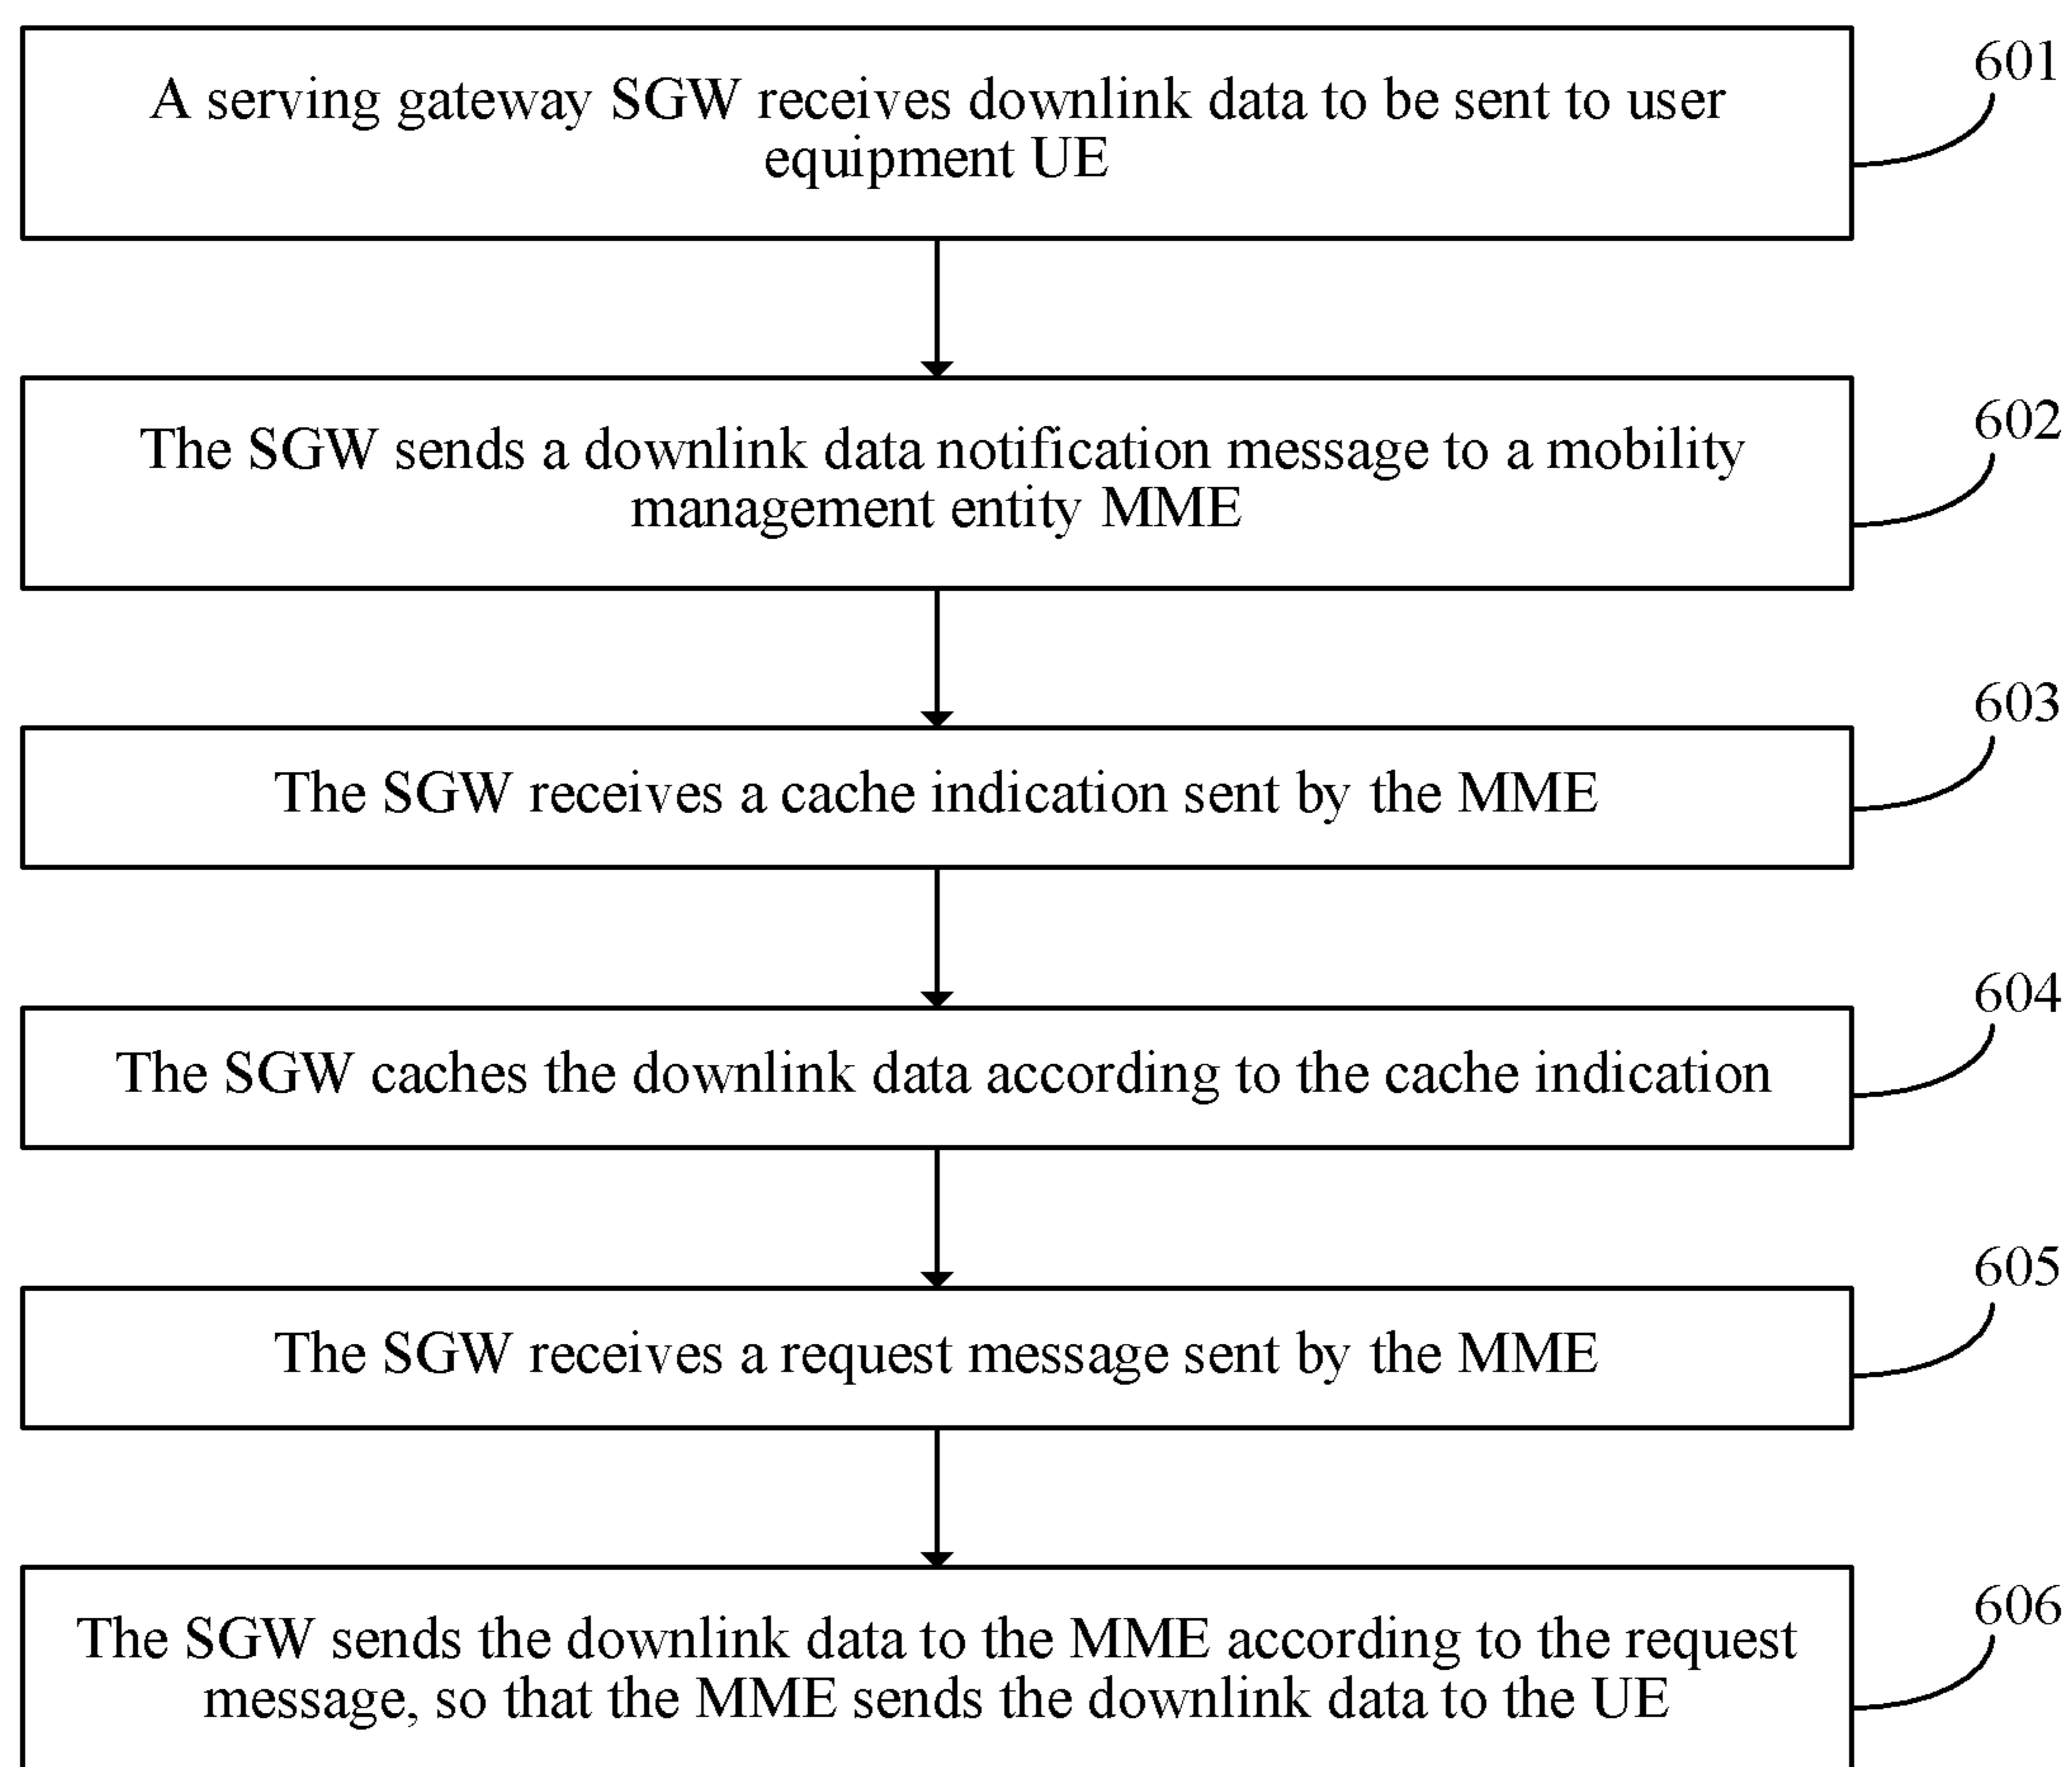 A serving gateway SGW receives downlink data to be sent to user
equipment UE
601
The SGW sends a downlink data notification message to a mobility
management entity MME
602
The SGW receives a cache indication sent by the MME
603
The SGW caches the downlink data according to the cache indication
604
The SGW receives a request message sent by the MME
605
The SGW sends the downlink data to the MME according to the request
message, so that the MME sends the downlink data to the UE
606